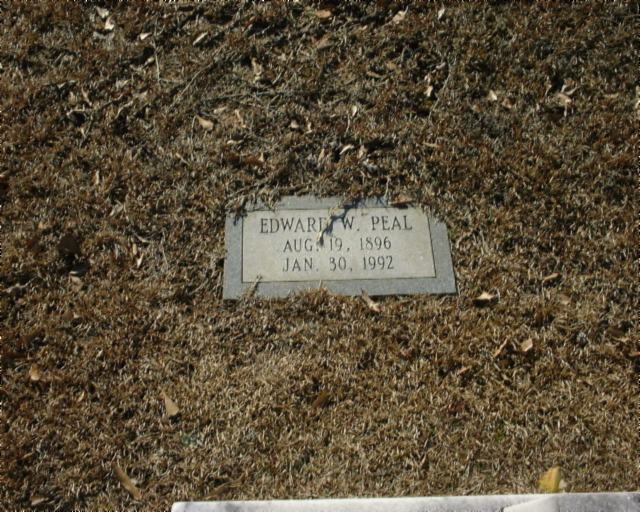 EDWARD W. PEAL
AUG. 19, 1896
JAN. 30, 1992